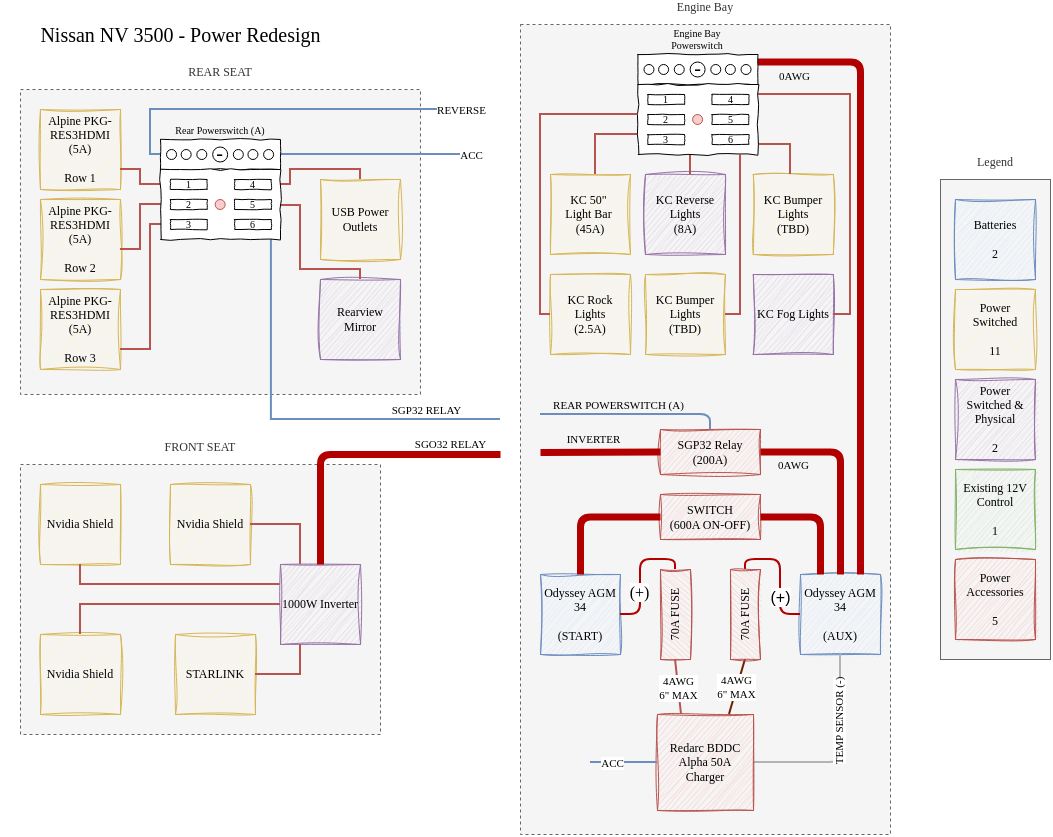 Nissan NV 3500 - Power Redesign
REAR SEAT
Alpine PKG-
RES3HDMI
(5A)
Row 1
Alpine PKG-
RES3HDMI
(5A)
Row 2
Alpine PKG-
RES3HDMI
(5A)
Row 3
Rear Powerswitch (A)
-
1
2
3
4
5
6
REVERSE
ACC
USB Power
Outlets
Rearview
Mirror
SGP32 RELAY
FRONT SEAT
SGO32 RELAY
Nvidia Shield
Nvidia Shield
1000W Inverter
Nvidia Shield
STARLINK
Engine Bay
Engine Bay
Powerswitch
-
1
2
3
4
5
6
0AWG
KC 50"
Light Bar
(45A)
KC Reverse
Lights
(8A)
KC Bumper
Lights
(TBD)
KC Rock
Lights
(2.5A)
KC Bumper
Lights
(TBD)
KC Fog Lights
REAR POWERSWITCH (A)
INVERTER
SGP32 Relay
(200A)
0AWG
SWITCH
(600A ON-OFF)
Odyssey AGM
34
(START)
(+)
70A FUSE
70A FUSE
(+)
Odyssey AGM
34
(AUX)
4AWG
6" MAX
4AWG
6" MAX
TEMP SENSOR (-)
ACC
Redarc BDDC
Alpha 50A
Charger
Legend
Batteries
2
Power
Switched
11
Power
Switched &
Physical
2
Existing 12V
Control
1
Power
Accessories
5